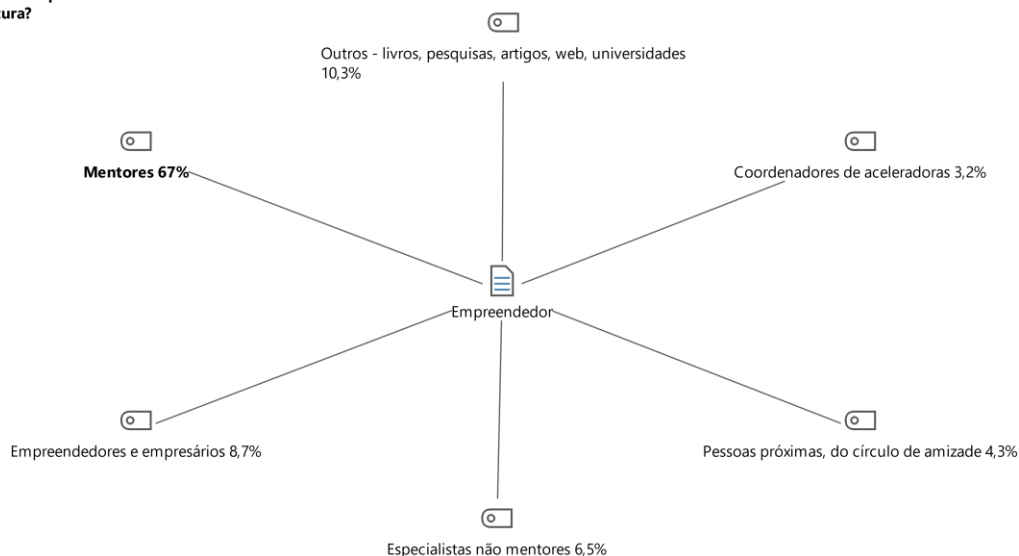 Outros - livros, pesquisas, artigos, web, universidades
10,3%
Mentores 67%
Coordenadores de aceleradoras 3,2%
Empreendedor
Empreendedores e empresários 8,7%
Pessoas próximas, do círculo de amizade 4,3%
Especialistas não mentores 6,5%